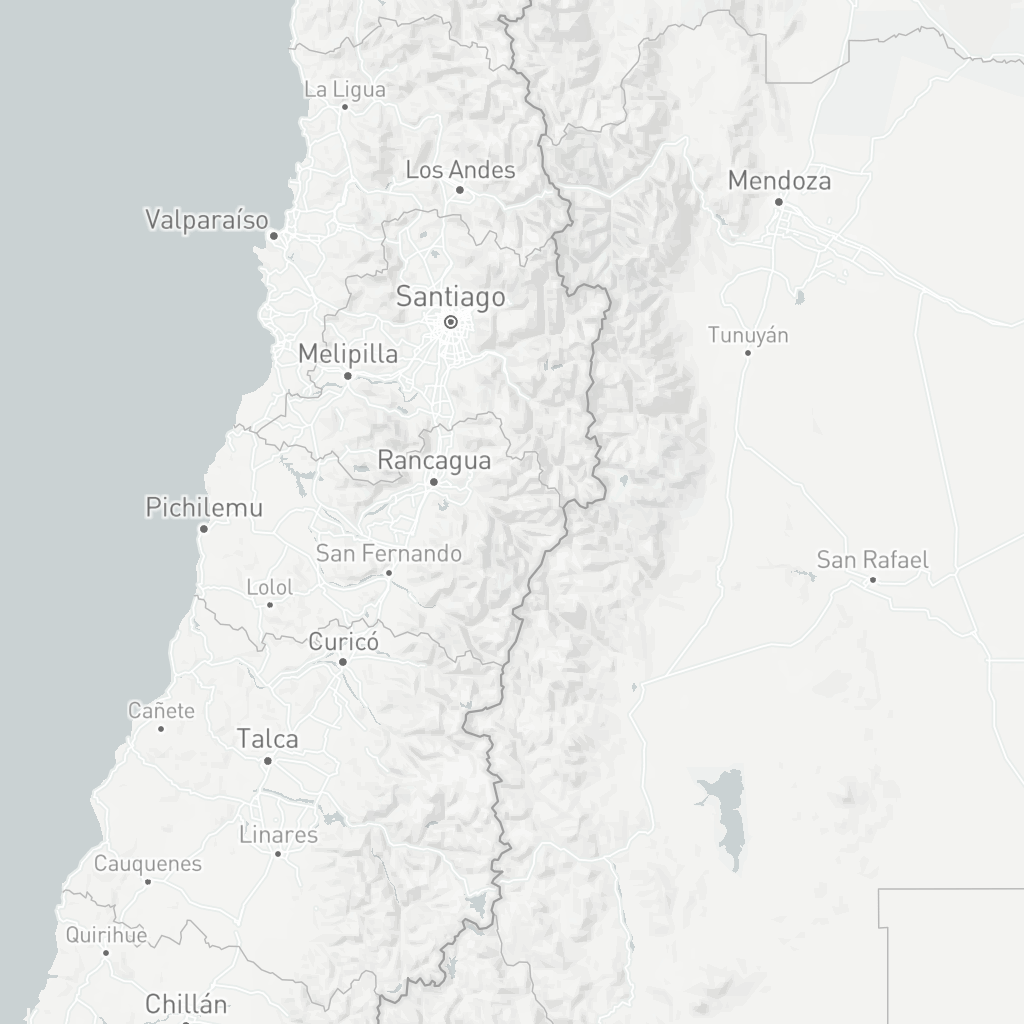 La Ligua
Los Andes
Mendoza
Valparaíso
Santiago
Tunuyán
Melipilla
Rancagua
Pichilemu
San Fernando
San Rafael
Lolol
Curicó
Cañete
Talca
Linares
Cauquenes
Quirihue
Chillán